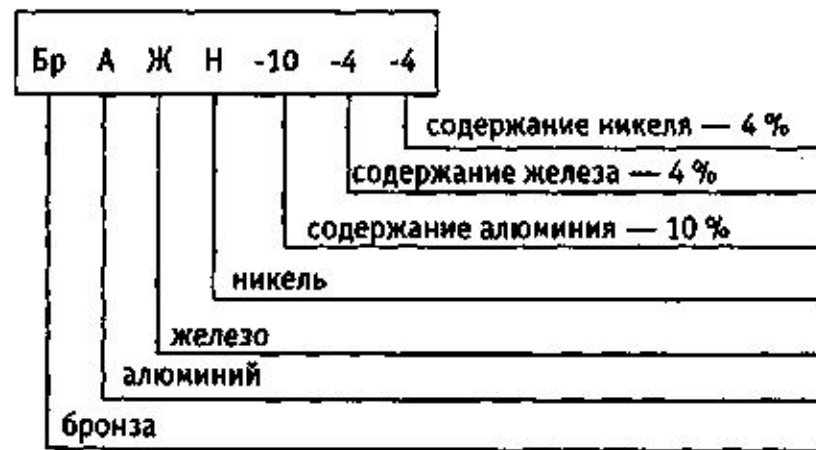 Бр А Ж Н -10 -4 -4
содержание никеля — 4 %
содержание железа — 4 %
содержание алюминия — 10 %
никель
железо
алюминий
бронза